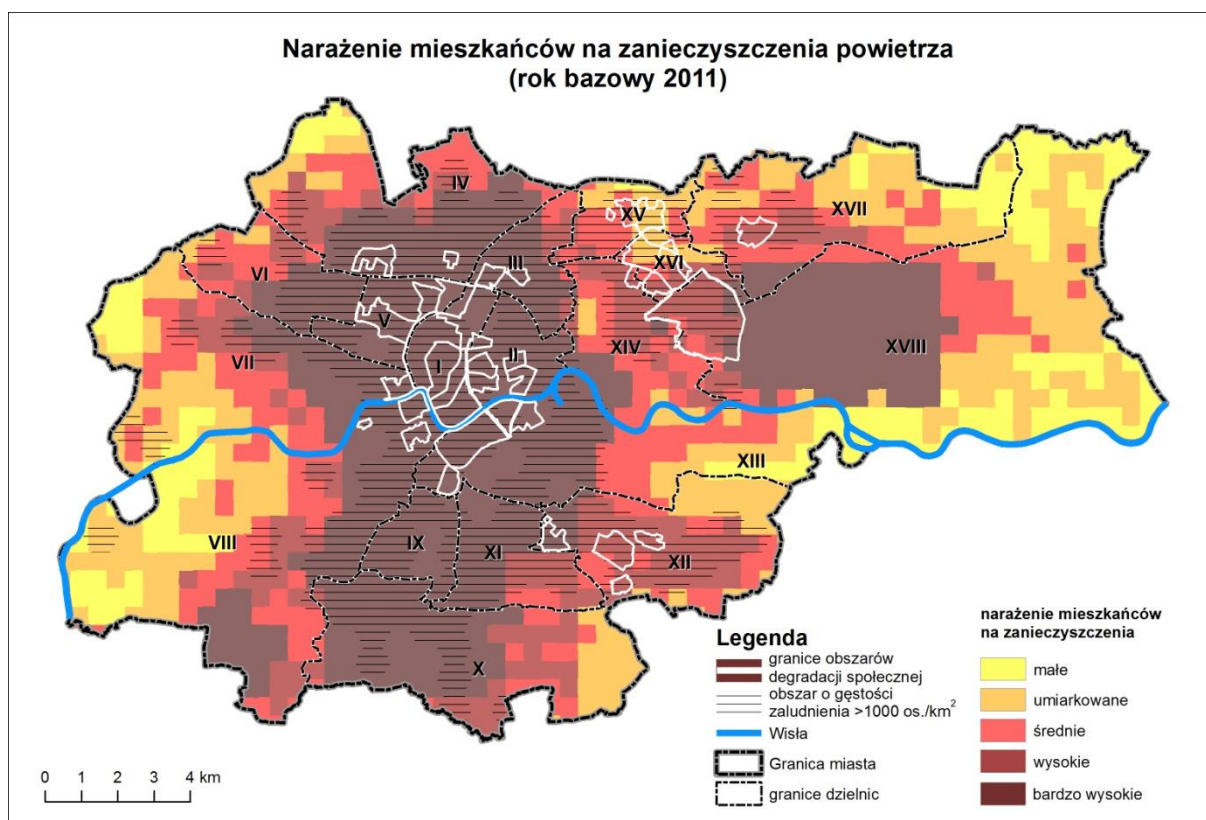 Narażenie mieszkańców na zanieczyszczenia powietrza
(rok bazowy 2011)
IV
XV
XVII
III
XVI
VI
V
XIV
XVIII
VII
I
II
XIII
VIII
IX
XI
XII
X
Legenda
granice obszarów
degradacji społecznej
obszar o gęstości
zaludnienia >1000 os./km²
Wisła
Granica miasta
granice dzielnic
narażenie mieszkańców
na zanieczyszczenia
małe
umiarkowane
średnie
wysokie
bardzo wysokie
0 1 2 3 4 km